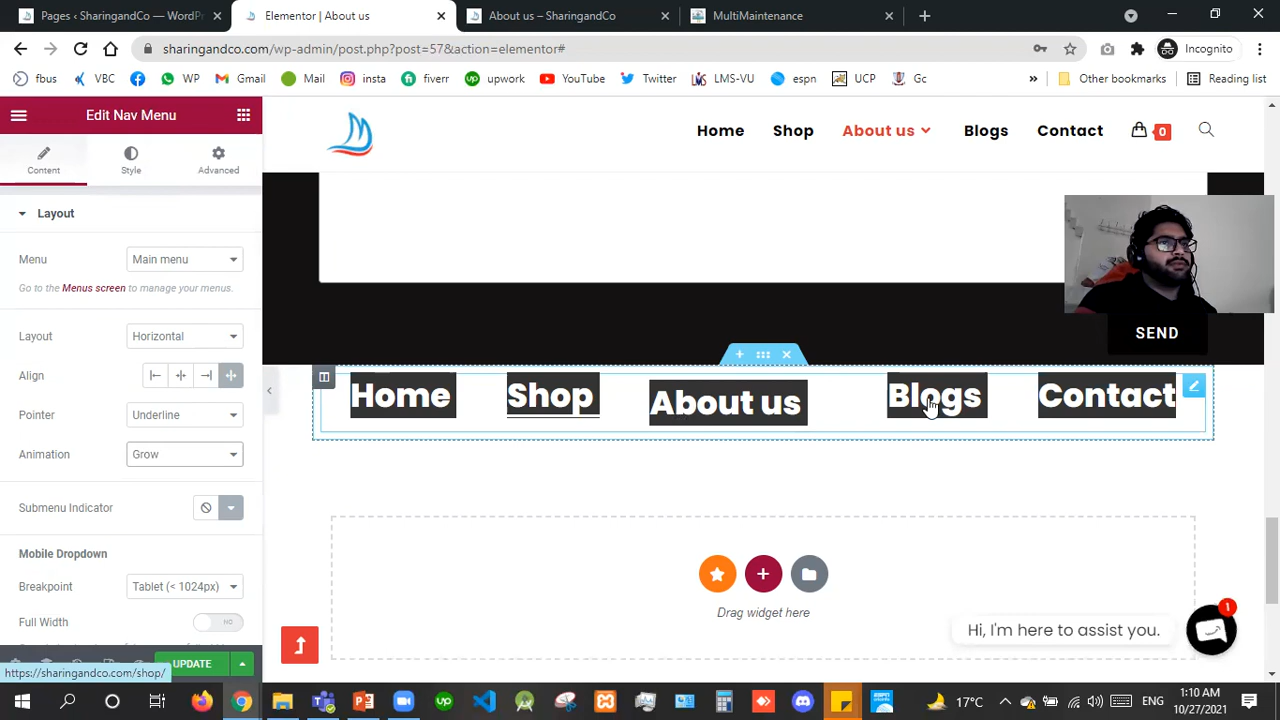 Pages ‹ SharingandCo — WordPr
Elementor | About us
About us – SharingandCo
MultiMaintenance
sharingandco.com/wp-admin/post.php?post=57&action=elementor#
Incognito
fbus
VBC
WP
Gmail
Mail
insta
fiverr
upwork
YouTube
Twitter
LMS-VU
espn
UCP
Gc
»
Other bookmarks
Reading list
Edit Nav Menu
Content
Style
Advanced
Layout
Menu
Main menu
Go to the Menus screen to manage your menus.
Layout
Horizontal
Align
Pointer
Underline
Animation
Grow
Submenu Indicator
Mobile Dropdown
Breakpoint
Tablet (< 1024px)
Full Width
NO
UPDATE
https://sharingandco.com/shop/
Home
Shop
About us
Blogs
Contact
0
SEND
Home
Shop
About us
Blogs
Contact
Drag widget here
Hi, I'm here to assist you.
1
17°C
ENG
1:10 AM
10/27/2021